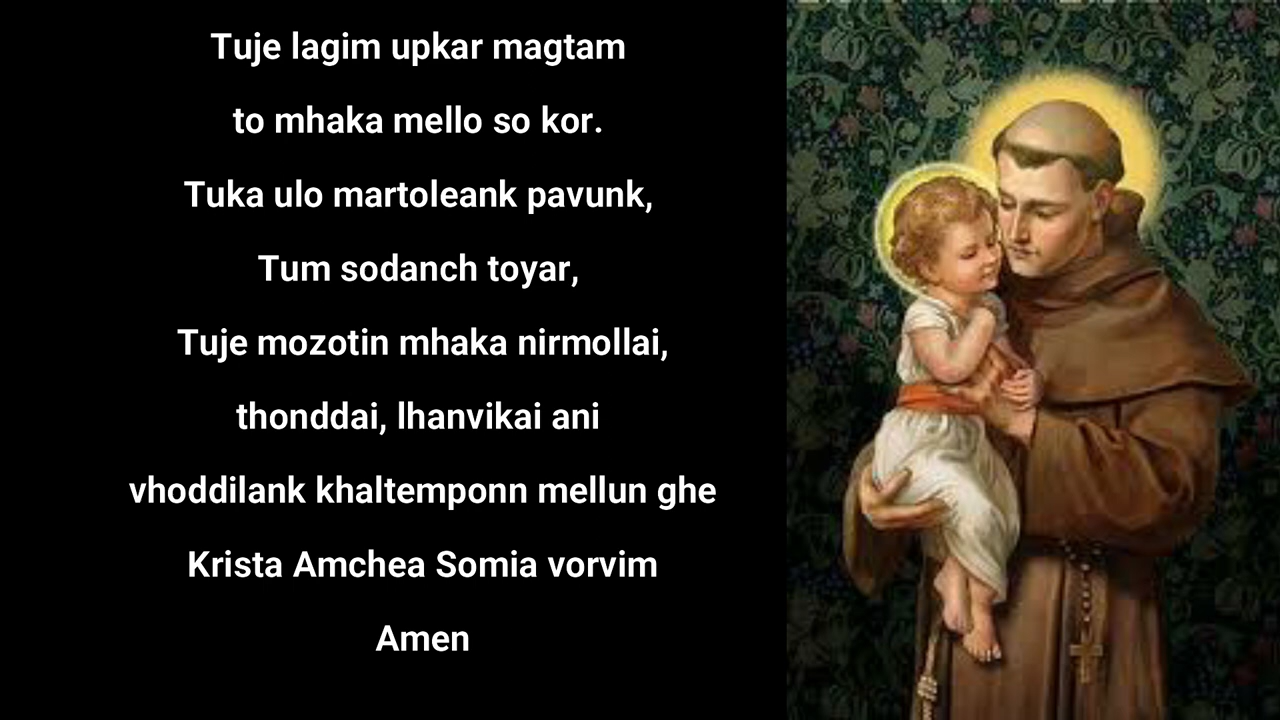 Tuje lagim upkar magtam
to mhaka mello so kor.
Tuka ulo martoleank pavunk,
Tum sodanch toyar,
Tuje mozotin mhaka nirmollai,
thonddai, lhanvikai ani
vhoddilank khaltemponn mellun ghe
Krista Amchea Somia vorvim
Amen